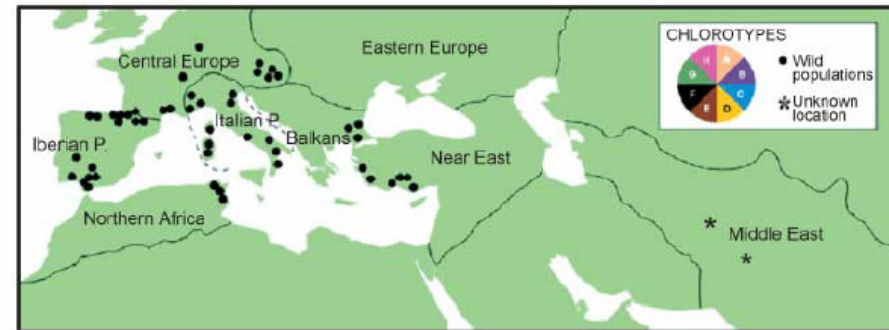 CHLOROTYPES
H A
G B
F C
E D
Wild
populations
Unknown
location
Eastern Europe
Central Europe
Italian P.
Iberian P.
Balkans
Near East
Northern Africa
Middle East